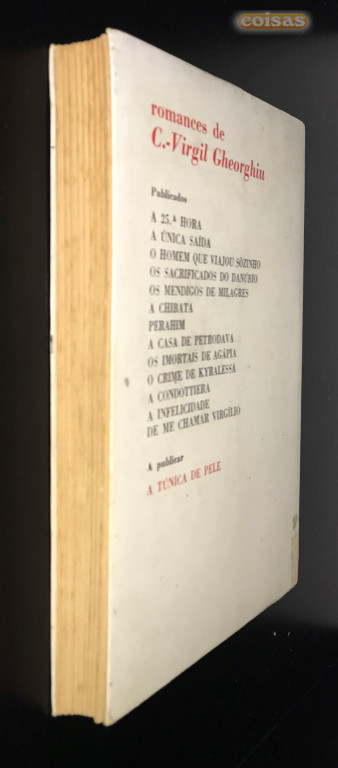 coisas
romances de
C.-Virgil Gheorghiu
Publicados
A 25.ª HORA
A ÚNICA SAÍDA
O HOMEM QUE VIAJOU SÒZINHO
OS SACRIFICADOS DO DANÚBIO
OS MENDIGOS DE MILAGRES
A CHIBATA
PERAHIM
A CASA DE PETRODAVA
OS IMORTAIS DE AGÁPIA
O CRIME DE KYRALESSA
A CONDOTTIERA
A INFELICIDADE
DE ME CHAMAR VIRGÍLIO
A publicar
A TÚNICA DE PELE